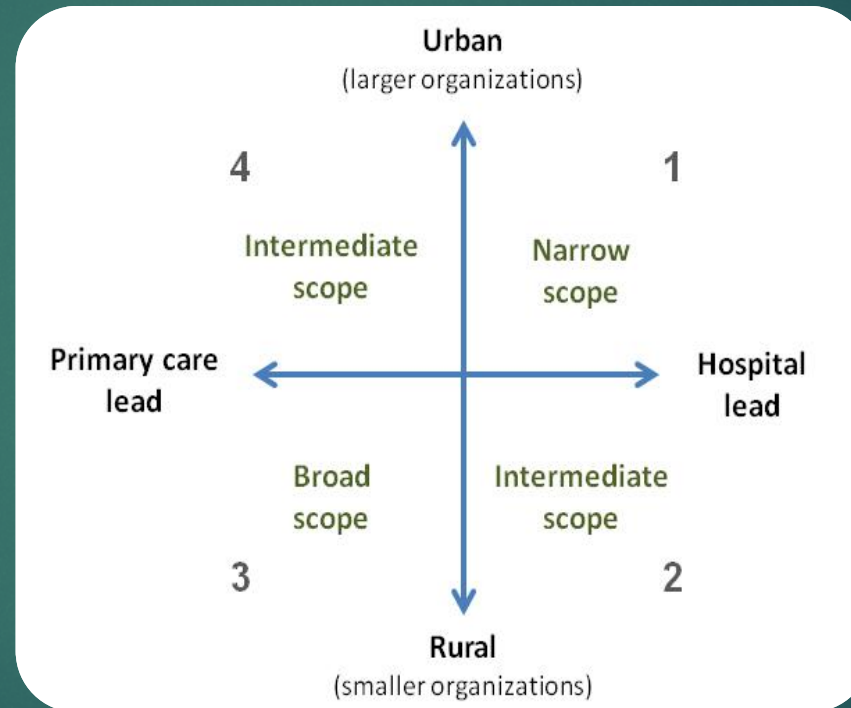 Urban
(larger organizations)
4
1
Intermediate
scope
Narrow
scope
Primary care
lead
Hospital
lead
Broad
scope
Intermediate
scope
3
2
Rural
(smaller organizations)